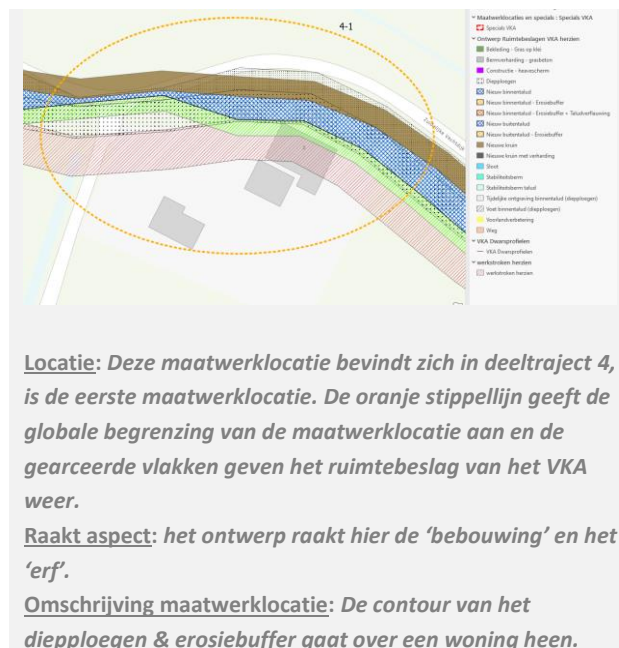 4-1
Maatwerklocaties en specials : Specials VKA
Specials VKA
Ontwerp Ruimtebeslagen VKA herzien
Bekleding - Gras op klei
Bermverharding - grasbeton
Constructie - heavescherm
Diepploegen
Nieuw binnentalud
Nieuw binnentalud - Erosiebuffer
Nieuw binnentalud - Erosiebuffer + Taludverflauwing
Nieuw buitentalud
Nieuw buitentalud - Erosiebuffer
Nieuwe kruin
Nieuwe kruin met verharding
Sloot
Stabiliteitsberm
Stabiliteitsberm talud
Tijdelijke ontgraving binnentalud (diepploegen)
Voet binnentalud (diepploegen)
Voorlandverbetering
Weg
VKA Dwarsprofielen
VKA Dwarsprofielen
werkstroken herzien
werkstroken herzien
Locatie: Deze maatwerklocatie bevindt zich in deeltraject 4,
is de eerste maatwerklocatie. De oranje stippellijn geeft de
globale begrenzing van de maatwerklocatie aan en de
gearceerde vlakken geven het ruimtebeslag van het VKA
weer.
Raakt aspect: het ontwerp raakt hier de ‘bebouwing’ en het
‘erf’.
Omschrijving maatwerklocatie: De contour van het
diepploegen & erosiebuffer gaat over een woning heen.